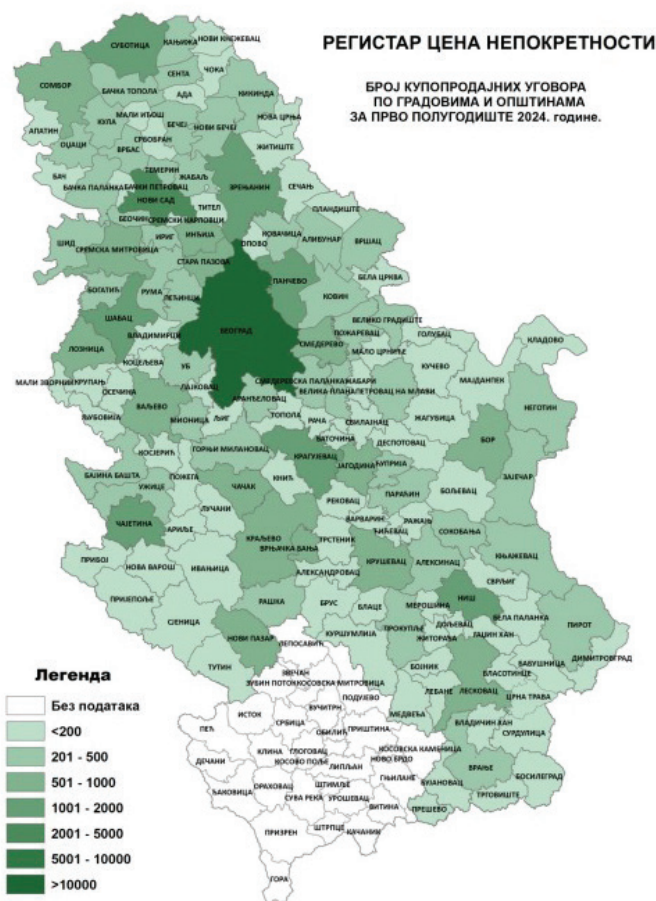 РЕГИСТАР ЦЕНА НЕПОКРЕТНОСТИ
БРОЈ КУПОПРОДАЈНИХ УГОВОРА
ПО ГРАДОВИМА И ОПШТИНАМА
ЗА ПРВО ПОЛУГОДИШТЕ 2024. године.
СУБОТИЦА
КАЊИЖА
НОВИ КНЕЖЕВАЦ
СОМБОР
СЕНТА
ЧОКА
БАЧКА ТОПОЛА
АДА
КИКИНДА
МАЛИ ИЂОШ
АПАТИН
КУЛА
БЕЧЕЈ
НОВИ БЕЧЕЈ
НОВА ЦРЊА
ОЏАЦИ
СРБОБРАН
ВРБАС
ЖИТИШТЕ
БАЧ
ТЕМЕРИН
ЖАБАЉ
ЗРЕЊАНИН
БАЧКА ПАЛАНКА
БАЧКИ ПЕТРОВАЦ
СЕЧАЊ
НОВИ САД
ТИТЕЛ
ПЛАНДИШТЕ
БЕОЧИН
СРЕМСКИ КАРЛОВЦИ
ШИД
ИРИГ
ИНЂИЈА
ОПОВО
КОВАЧИЦА
АЛИБУНАР
ВРШАЦ
СРЕМСКА МИТРОВИЦА
СТАРА ПАЗОВА
БЕЛА ЦРКВА
БОГАТИЋ
РУМА
ПЕЋИНЦИ
ПАНЧЕВО
КОВИН
ШАБАЦ
ВЛАДИМИРЦИ
БЕОГРАД
ВЕЛИКО ГРАДИШТЕ
ПОЖАРЕВАЦ
ГОЛУБАЦ
КЛАДОВО
ЛОЗНИЦА
СМЕДЕРЕВО
МАЛО ЦРНИЋЕ
КОЦЕЉЕВА
УБ
КУЧЕВО
МАЈДАНПЕК
МАЛИ ЗВОРНИК
КРУПАЊ
ОСЕЧИНА
ЛАЈКОВАЦ
СМЕДЕРЕВСКА ПАЛАНКА
ЖАБАРИ
ВЕЛИКА ПЛАНА
ПЕТРОВАЦ НА МЛАВИ
НЕГОТИН
ЉУБОВИЈА
ВАЉЕВО
МИОНИЦА
ЉИГ
АРАНЂЕЛОВАЦ
ТОПОЛА
РАЧА
СВИЛАЈНАЦ
ЖАГУБИЦА
КОСЈЕРИЋ
ГОРЊИ МИЛАНОВАЦ
БАТОЧИНА
ДЕСПОТОВАЦ
БОР
БАЈИНА БАШТА
УЖИЦЕ
ПОЖЕГА
КРАГУЈЕВАЦ
КНИЋ
ЈАГОДИНА
ЋУПРИЈА
ЗАЈЕЧАР
ЧАЧАК
ПАРАЋИН
БОЉЕВАЦ
ЧАЈЕТИНА
ЛУЧАНИ
РЕКОВАЦ
АРИЉЕ
ВАРВАРИН
РАЖАЊ
ЋИЋЕВАЦ
СОКОБАЊА
КРАЉЕВО
ВРЊАЧКА БАЊА
ТРСТЕНИК
ПРИБОЈ
НОВА ВАРОШ
ИВАЊИЦА
КРУШЕВАЦ
АЛЕКСИНАЦ
КЊАЖЕВАЦ
АЛЕКСАНДРОВАЦ
СВРЉИГ
ПРИЈЕПОЉЕ
РАШКА
БРУС
БЛАЦЕ
МЕРОШИНА
НИШ
БЕЛА ПАЛАНКА
СЈЕНИЦА
ДОЉЕВАЦ
ПИРОТ
НОВИ ПАЗАР
КУРШУМЛИЈА
ПРОКУПЉЕ
ЖИТОРАЂА
ГАЏИН ХАН
ЛЕПОСАВИЋ
БАБУШНИЦА
ДИМИТРОВГРАД
ТУТИН
БОЈНИК
ВЛАСОТИНЦЕ
ЗВЕЧАН
ЗУБИН ПОТОК
КОСОВСКА МИТРОВИЦА
ЛЕБАНЕ
ЛЕСКОВАЦ
ЦРНА ТРАВА
ПОДУЈЕВО
ВУЧИТРН
МЕДВЕЂА
ИСТОК
СРБИЦА
ОБИЛИЋ
ПРИШТИНА
ВЛАДИЧИН ХАН
СУРДУЛИЦА
ПЕЋ
КЛИНА
ГЛОГОВАЦ
КОСОВСКА КАМЕНИЦА
НОВО БРДО
ДЕЧАНИ
КОСОВО ПОЉЕ
ЛИПЉАН
ВРАЊЕ
БОСИЛЕГРАД
ЂАКОВИЦА
ОРАХОВАЦ
ШТИМЉЕ
ГЊИЛАНЕ
БУЈАНОВАЦ
ТРГОВИШТЕ
СУВА РЕКА
УРОШЕВАЦ
ВИТИНА
ПРЕШЕВО
ПРИЗРЕН
ШТРПЦЕ
КАЧАНИК
ГОРА
Легенда
Без података
<200
201 - 500
501 - 1000
1001 - 2000
2001 - 5000
5001 - 10000
>10000